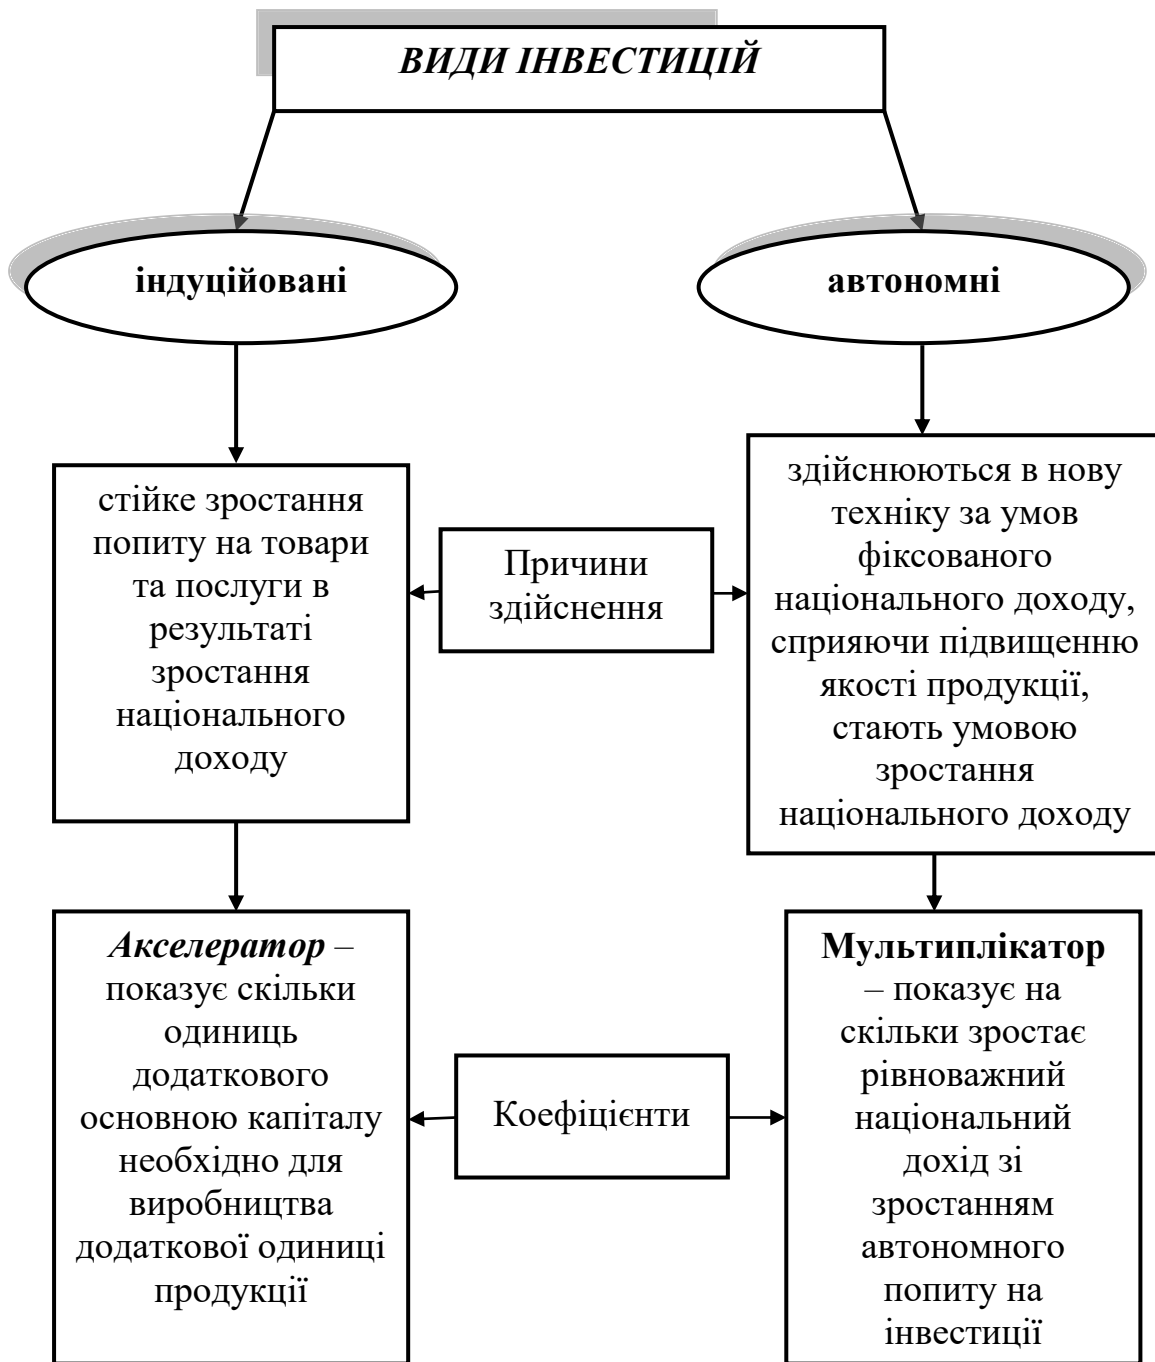 ВИДИ ІНВЕСТИЦІЙ
індуційовані
автономні
стійке зростання
попиту на товари
та послуги в
результаті
зростання
національного
доходу
Причини
здійснення
здійснюються в нову
техніку за умов
фіксованого
національного доходу,
сприяючи підвищенню
якості продукції,
стають умовою
зростання
національного доходу
Акселератор –
показує скільки
одиниць
додаткового
основною капіталу
необхідно для
виробництва
додаткової одиниці
продукції
Коефіцієнти
Мультиплікатор
– показує на
скільки зростає
рівноважний
національний
дохід зі
зростанням
автономного
попиту на
інвестиції